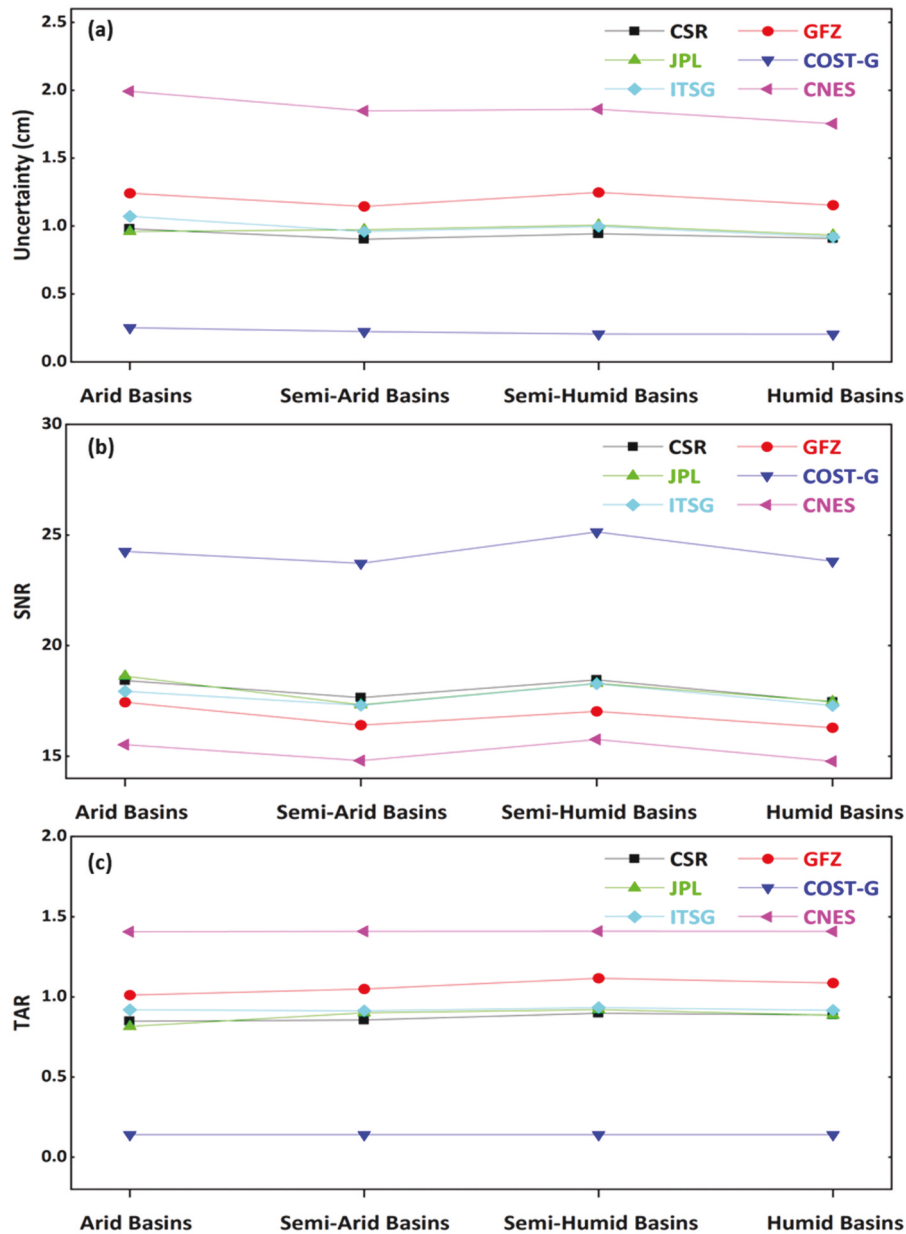 (a)
CSR GFZ
JPL COST-G
ITSG CNES
2.5
2.0
1.5
1.0
0.5
0.0
Uncertainty (cm)
Arid Basins Semi-Arid Basins Semi-Humid Basins Humid Basins
(b)
CSR GFZ
JPL COST-G
ITSG CNES
30
25
20
15
SNR
Arid Basins Semi-Arid Basins Semi-Humid Basins Humid Basins
(c)
CSR GFZ
JPL COST-G
ITSG CNES
2.0
1.5
1.0
0.5
0.0
TAR
Arid Basins Semi-Arid Basins Semi-Humid Basins Humid Basins